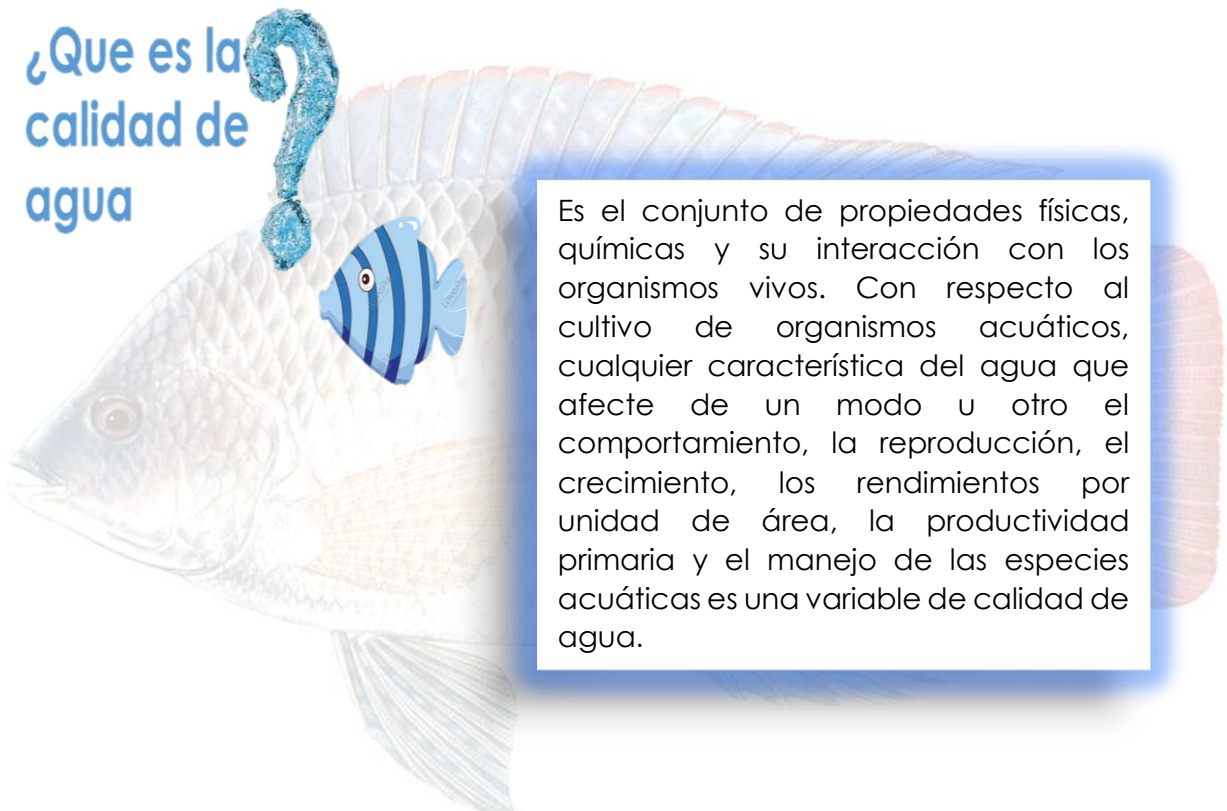 ¿Que es la
calidad de
agua
Es el conjunto de propiedades físicas,
químicas y su interacción con los
organismos vivos. Con respecto al
cultivo de organismos acuáticos,
cualquier característica del agua que
afecte de un modo u otro el
comportamiento, la reproducción, el
crecimiento, los rendimientos por
unidad de área, la productividad
primaria y el manejo de las especies
acuáticas es una variable de calidad de
agua.